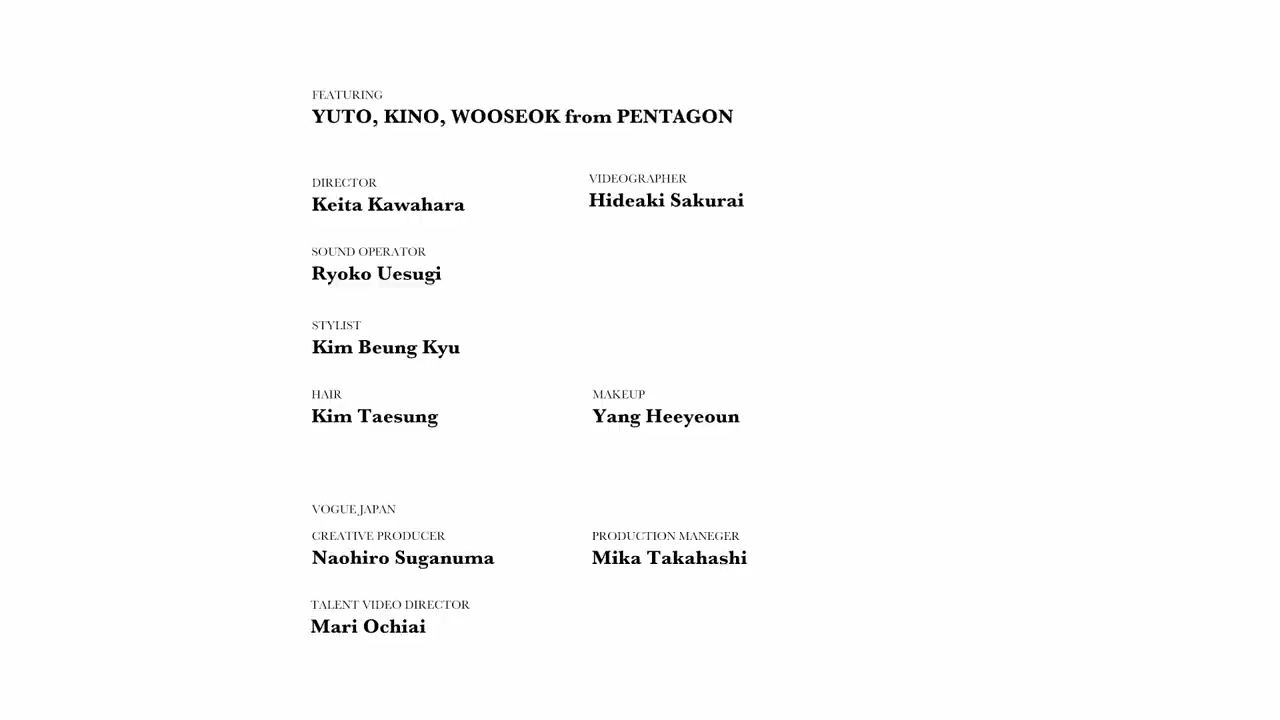 FEATURING
YUTO, KINO, WOOSEOK from PENTAGON
DIRECTOR
Keita Kawahara
VIDEOGRAPHER
Hideaki Sakurai
SOUND OPERATOR
Ryoko Uesugi
STYLIST
Kim Beung Kyu
HAIR
Kim Taesung
MAKEUP
Yang Heeyeoun
VOGUE JAPAN
CREATIVE PRODUCER
Naohiro Suganuma
PRODUCTION MANEGER
Mika Takahashi
TALENT VIDEO DIRECTOR
Mari Ochiai